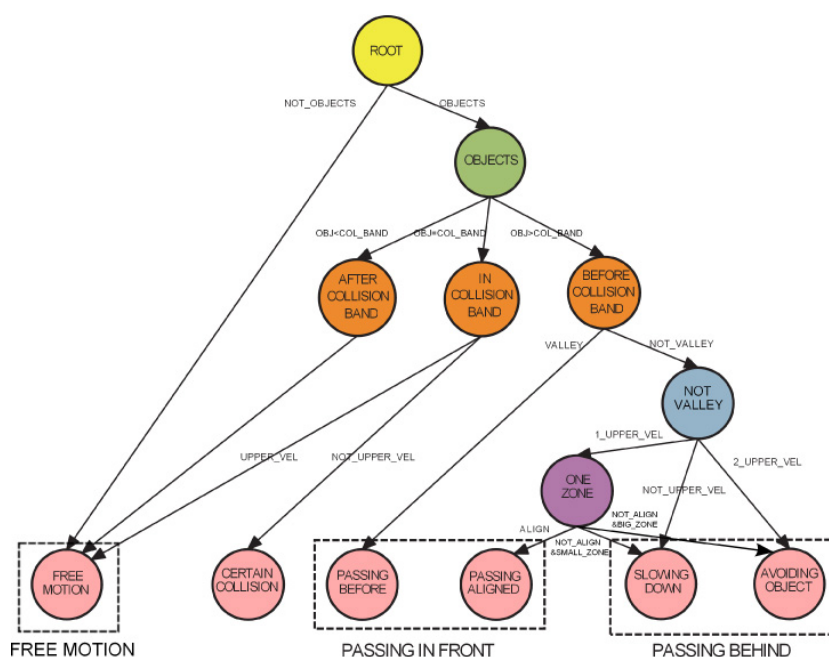 ROOT
NOT_OBJECTS
OBJECTS
OBJECTS
OBJ<COL_BAND
OBJ=COL_BAND
OBJ>COL_BAND
AFTER
COLLISION
BAND
IN
COLLISION
BAND
BEFORE
COLLISION
BAND
VALLEY
NOT_VALLEY
NOT
VALLEY
1_UPPER_VEL
UPPER_VEL
NOT_UPPER_VEL
2_UPPER_VEL
ONE
ZONE
NOT_UPPER_VEL
NOT_ALIGN
&BIG_ZONE
ALIGN
NOT_ALIGN
&SMALL_ZONE
FREE
MOTION
CERTAIN
COLLISION
PASSING
BEFORE
PASSING
ALIGNED
SLOWING
DOWN
AVOIDING
OBJECT
FREE MOTION
PASSING IN FRONT
PASSING BEHIND